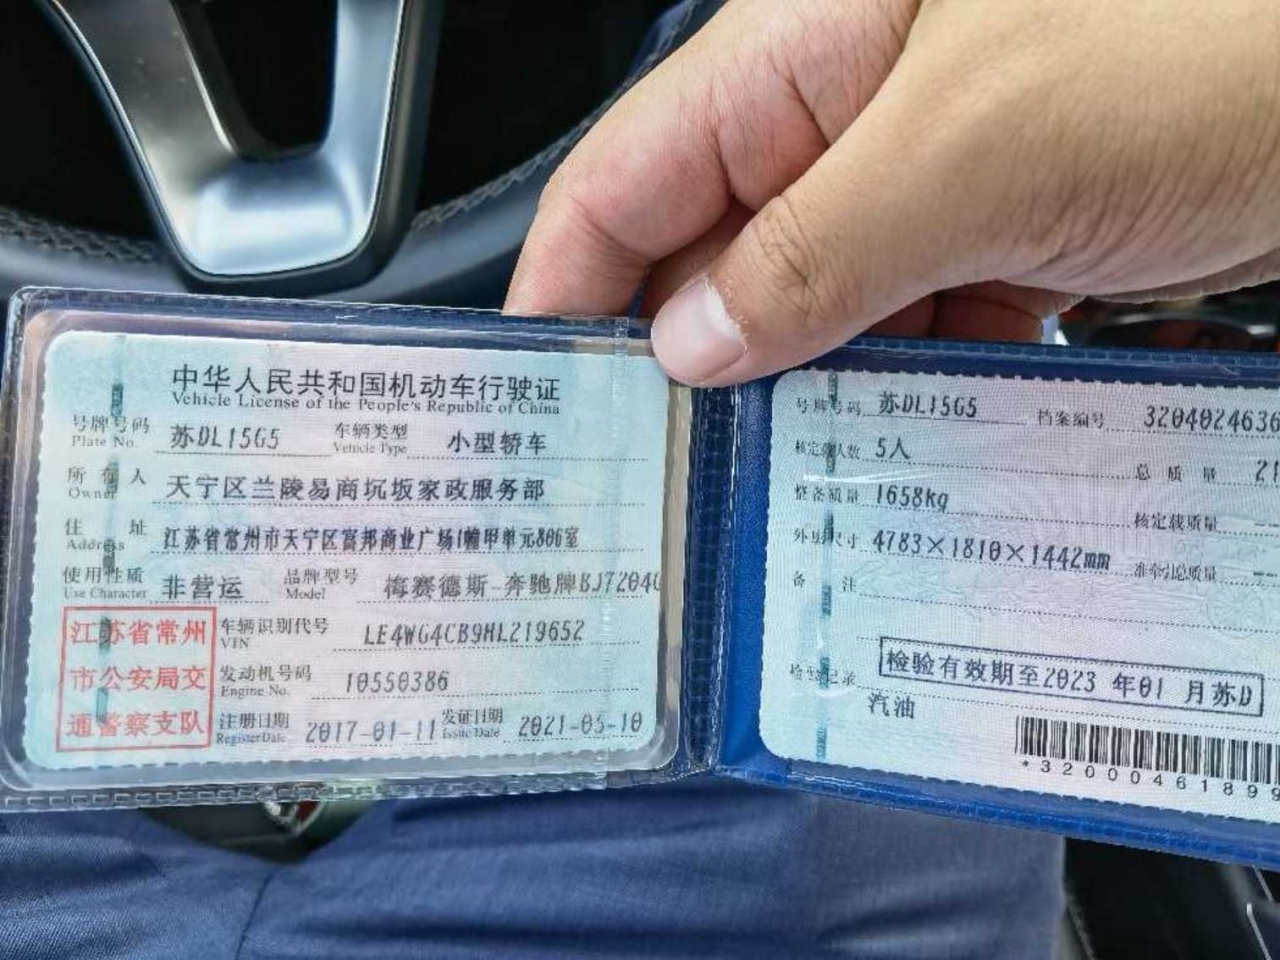 中华人民共和国机动车行驶证
Vehicle License of the People's Republic of China
号牌号码 苏DL15G5 车辆类型 小型轿车
Plate No. Vehicle Type
所有人 天宁区兰陵易商坑坂家政服务部
Owner
住址 江苏省常州市天宁区富邦商业广场1幢甲单元806室
Address
使用性质 非营运 品牌型号 梅赛德斯-奔驰牌BJ7204G
Use Character Model
江苏省常州
市公安局交
通警察支队
车辆识别代号 LE4WG4CB9HL219652
VIN
发动机号码 10550386
Engine No.
注册日期 2017-01-11 发证日期 2021-05-10
Register Date Issue Date
号牌号码 苏DL15G5 档案编号 3204024636
核定载人数 5人 总质量 21
整备质量 1658kg 核定载质量 --
外廓尺寸 4783×1810×1442mm 准牵引总质量 --
备注
检验记录 检验有效期至2023年01月苏D
汽油
*32000461899